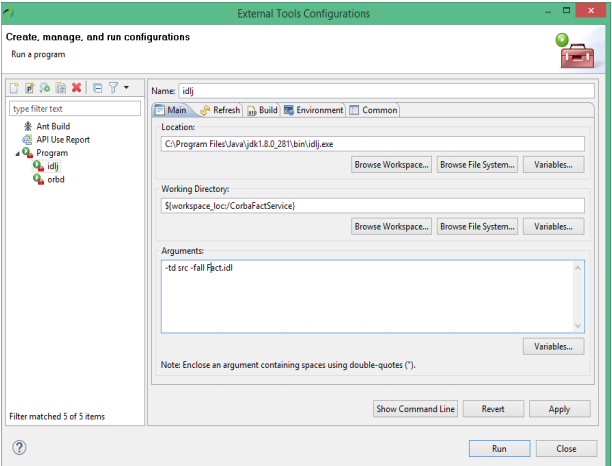 External Tools Configurations
Create, manage, and run configurations
Run a program
type filter text
Ant Build
API Use Report
Program
idlj
orbd
Filter matched 5 of 5 items
Name: idlj
Main Refresh Build Environment Common
Location:
C:\Program Files\Java\jdk1.8.0_281\bin\idlj.exe
Browse Workspace... Browse File System... Variables...
Working Directory:
${workspace_loc:/CorbaFactService}
Browse Workspace... Browse File System... Variables...
Arguments:
-td src -fall Fact.idl
Variables...
Note: Enclose an argument containing spaces using double-quotes (").
Show Command Line Revert Apply
Run Close